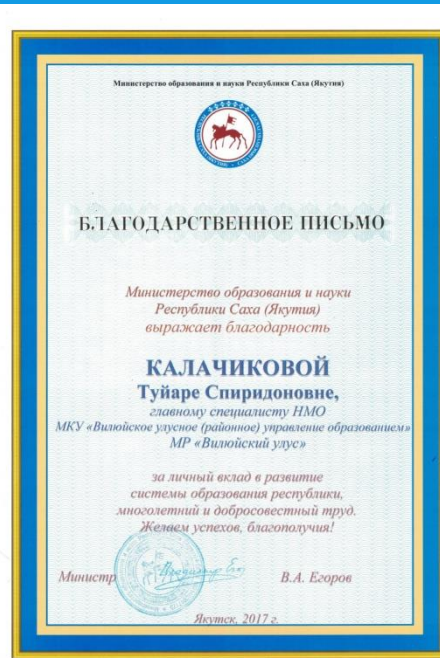 Министерство образования и науки Республики Саха (Якутия)
БЛАГОДАРСТВЕННОЕ ПИСЬМО
Министерство образования и науки
Республики Саха (Якутия)
выражает благодарность
КАЛАЧИКОВОЙ
Туйаре Спиридоновне,
главному специалисту НМО
МКУ «Вилюйское улусное (районное) управление образованием»
МР «Вилюйский улус»
за личный вклад в развитие
системы образования республики,
многолетний и добросовестный труд.
Желаем успехов, благополучия!
Министр В.А. Егоров
Якутск, 2017 г.